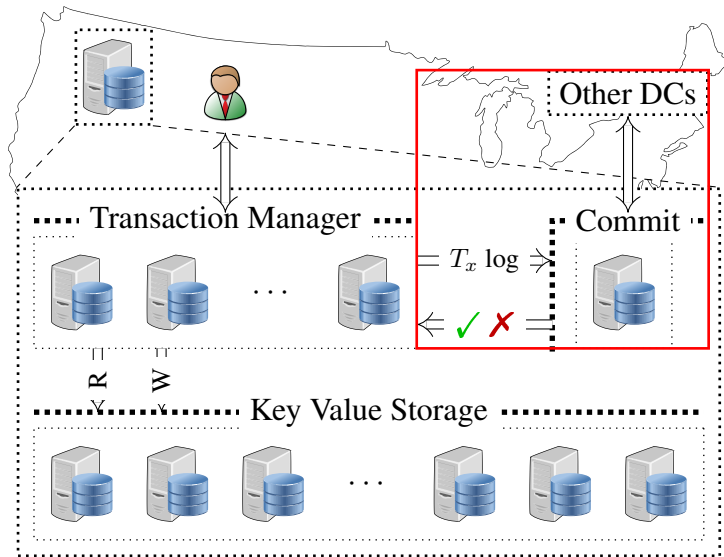 Other DCs
Transaction Manager
Commit
Tx log
✓ ✗
...
R
W
Key Value Storage
...